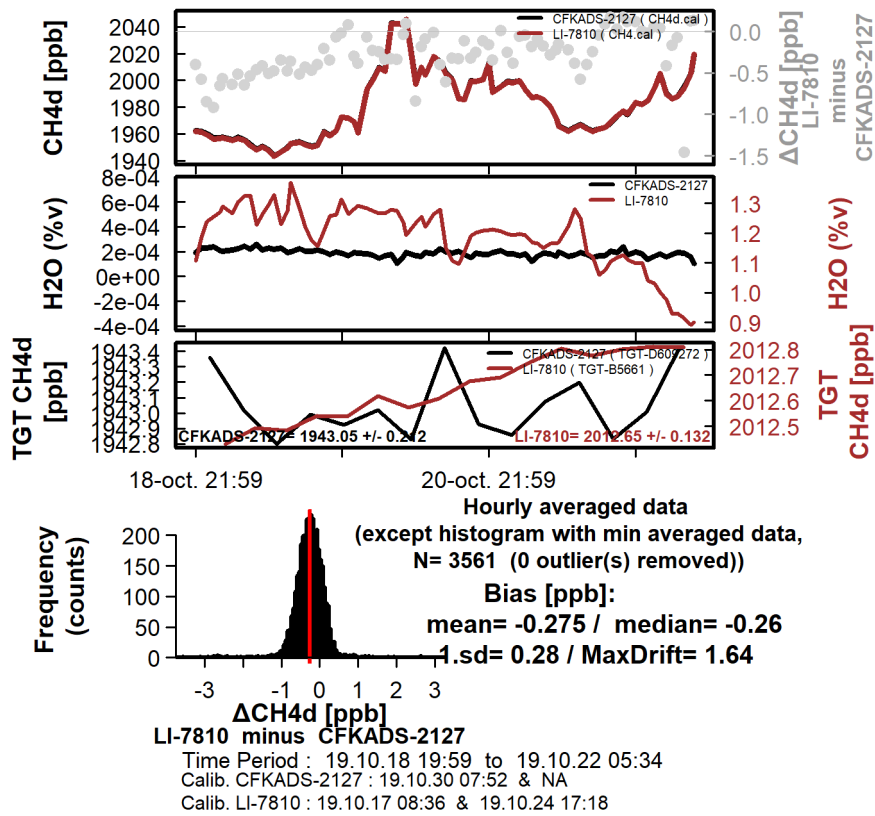 CH4d [ppb]
2040
2020
2000
1980
1960
1940
CFKADS-2127 ( CH4d.cal )
LI-7810 ( CH4.cal )
0.0
-0.5
-1.0
-1.5
ΔCH4d [ppb]
LI-7810
minus
CFKADS-2127
H2O (%v)
8e-04
6e-04
4e-04
2e-04
0e+00
-2e-04
-4e-04
CFKADS-2127
LI-7810
1.3
1.2
1.1
1.0
0.9
H2O (%v)
TGT CH4d
[ppb]
1943.4
1943.3
1943.2
1943.1
1943.0
1942.9
1942.8
CFKADS-2127 ( TGT-D609272 )
LI-7810 ( TGT-B5661 )
CFKADS-2127= 1943.05 +/- 0.212
LI-7810= 2012.65 +/- 0.132
2012.8
2012.7
2012.6
2012.5
TGT
CH4d [ppb]
18-oct. 21:59
20-oct. 21:59
Frequency
(counts)
200
150
100
50
0
-3
-1
0
1
2
3
ΔCH4d [ppb]
LI-7810 minus CFKADS-2127
Hourly averaged data
(except histogram with min averaged data,
N= 3561 (0 outlier(s) removed))
Bias [ppb]:
mean= -0.275 / median= -0.26
1.sd= 0.28 / MaxDrift= 1.64
Time Period : 19.10.18 19:59 to 19.10.22 05:34
Calib. CFKADS-2127 : 19.10.30 07:52 & NA
Calib. LI-7810 : 19.10.17 08:36 & 19.10.24 17:18